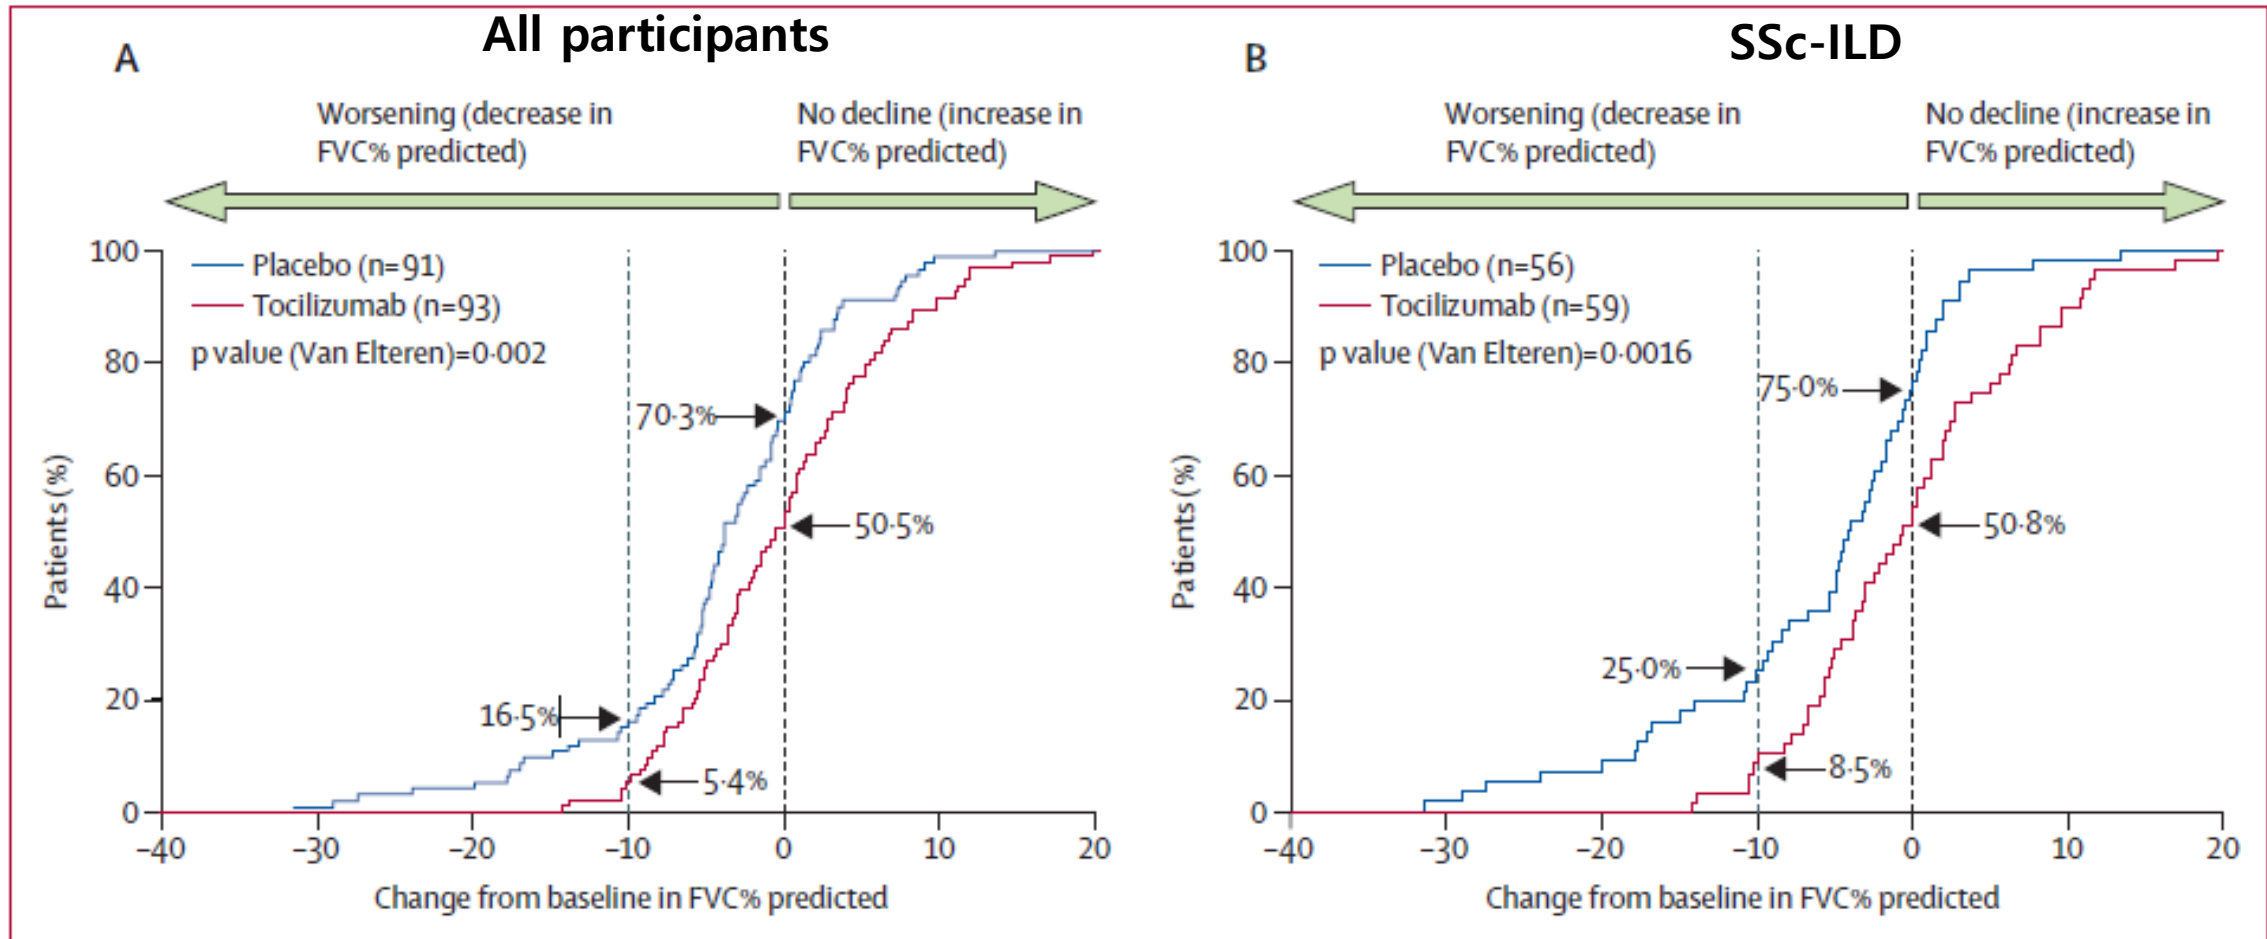 All participants
A
Worsening (decrease in
FVC% predicted)
No decline (increase in
FVC% predicted)
100
80
60
40
20
0
Patients (%)
Placebo (n=91)
Tocilizumab (n=93)
p value (Van Elteren)=0·002
70·3%
50·5%
16·5%
5·4%
−40
−30
−20
−10
0
10
20
Change from baseline in FVC% predicted
SSc-ILD
B
Worsening (decrease in
FVC% predicted)
No decline (increase in
FVC% predicted)
100
80
60
40
20
0
Patients (%)
Placebo (n=56)
Tocilizumab (n=59)
p value (Van Elteren)=0·0016
75·0%
50·8%
25·0%
8·5%
−40
−30
−20
−10
0
10
20
Change from baseline in FVC% predicted